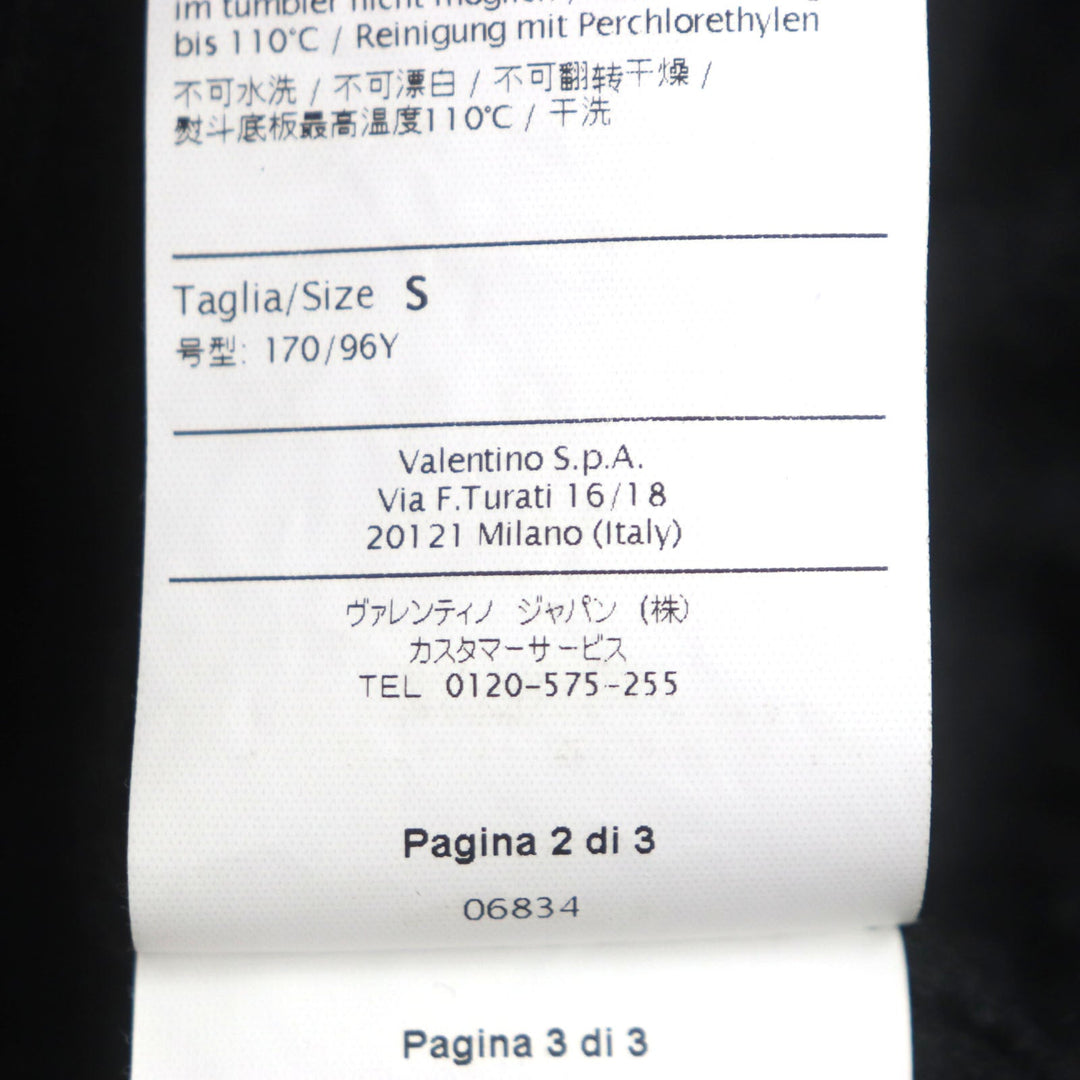 im tumbler nicht möglich /
bis 110°C / Reinigung mit Perchlorethylen
不可水洗 / 不可漂白 / 不可翻转干燥 /
熨斗底板最高温度110℃ / 干洗
Taglia/Size S
号型: 170/96Y
Valentino S.p.A.
Via F.Turati 16/18
20121 Milano (Italy)
ヴァレンティノ ジャパン (株)
カスタマーサービス
TEL 0120-575-255
Pagina 2 di 3
06834
Pagina 3 di 3